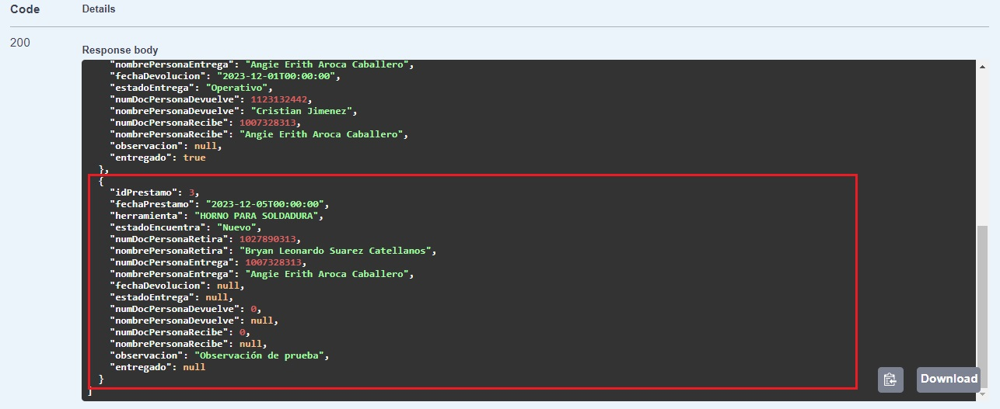 Code Details
200
Response body
"nombrePersonaEntrega": "Angie Erith Aroca Caballero",
"fechaDevolucion": "2023-12-01T00:00:00",
"estadoEntrega": "Operativo",
"numDocPersonaDevuelve": 1123132442,
"nombrePersonaDevuelve": "Cristian Jimenez",
"numDocPersonaRecibe": 1007328313,
"nombrePersonaRecibe": "Angie Erith Aroca Caballero",
"observacion": null,
"entregado": true
},
{
"idPrestamo": 3,
"fechaPrestamo": "2023-12-05T00:00:00",
"herramienta": "HORNO PARA SOLDADURA",
"estadoEncuentra": "Nuevo",
"numDocPersonaRetira": 1027890313,
"nombrePersonaRetira": "Bryan Leonardo Suarez Catellanos",
"numDocPersonaEntrega": 1007328313,
"nombrePersonaEntrega": "Angie Erith Aroca Caballero",
"fechaDevolucion": null,
"estadoEntrega": null,
"numDocPersonaDevuelve": 0,
"nombrePersonaDevuelve": null,
"numDocPersonaRecibe": 0,
"nombrePersonaRecibe": null,
"observacion": "Observación de prueba",
"entregado": null
}
]
Download